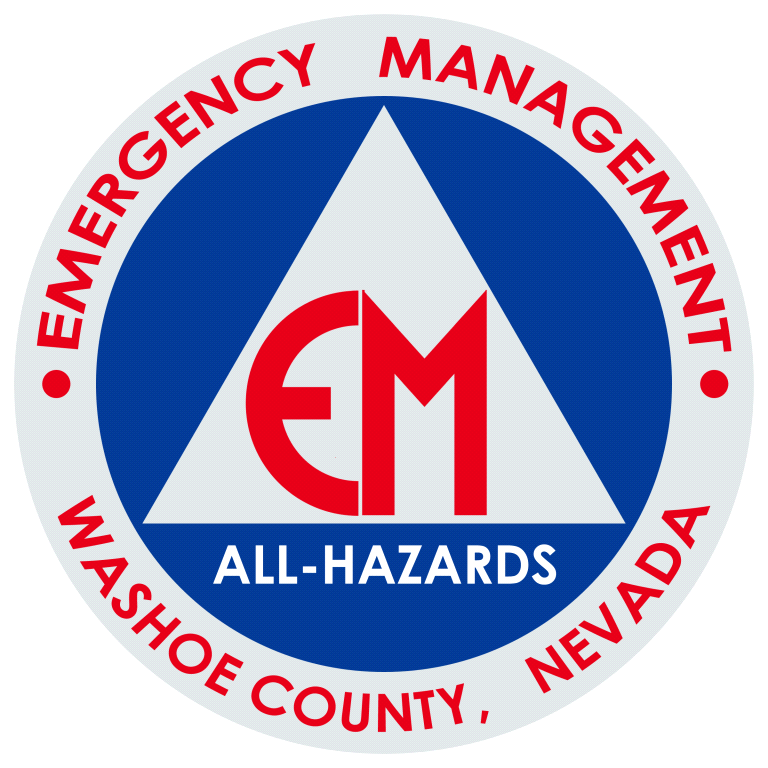 EMERGENCY MANAGEMENT
EM
ALL-HAZARDS
WASHOE COUNTY, NEVADA